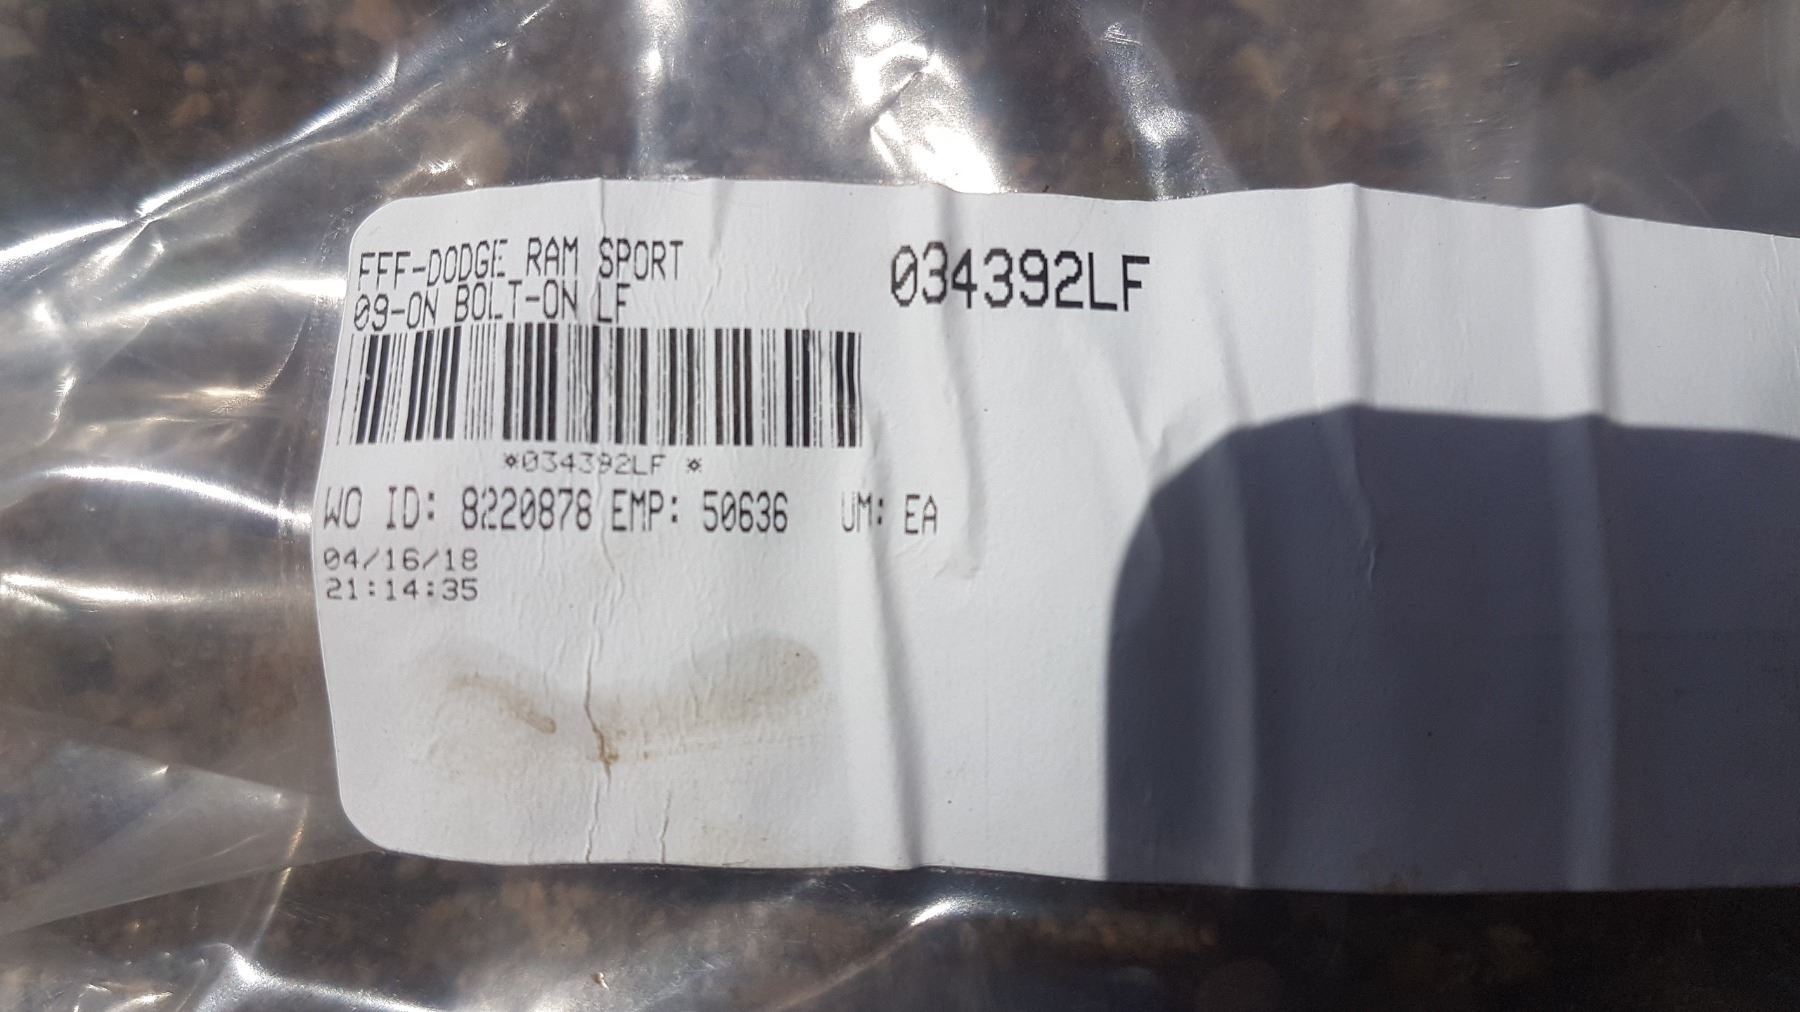 FFF-DODGE RAM SPORT
09-ON BOLT-ON LF
034392LF
*034392LF *
WO ID: 8220878 EMP: 50636 UM: EA
04/16/18
21:14:35